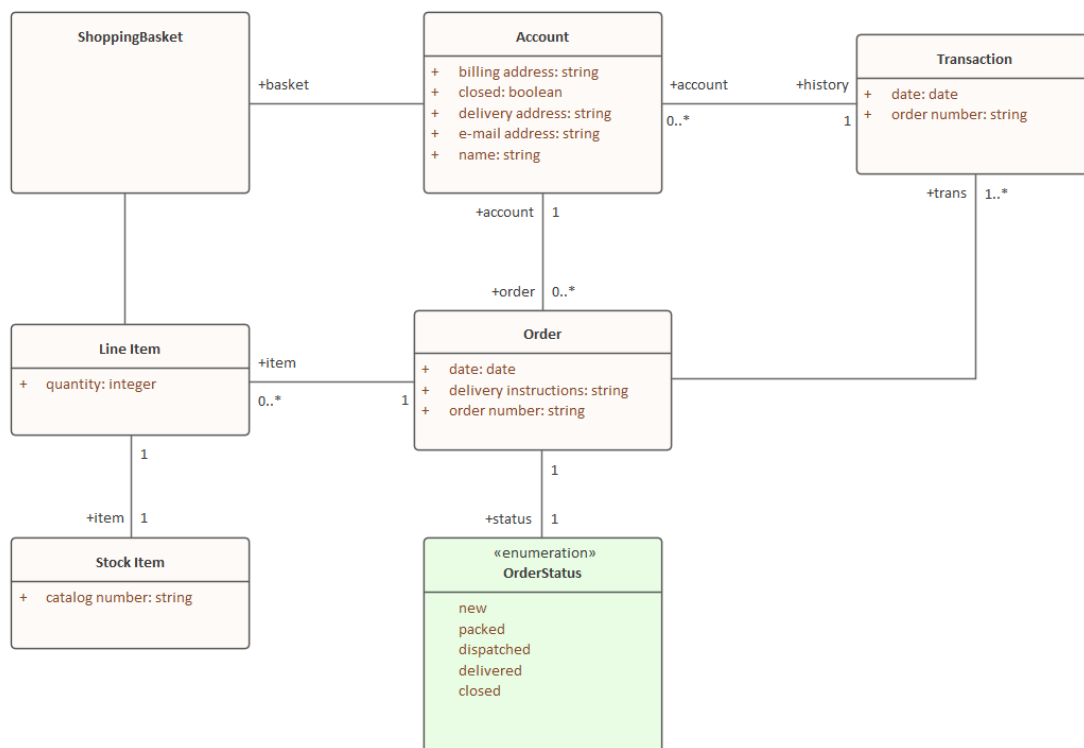 ShoppingBasket
+basket
Account
+ billing address: string
+ closed: boolean
+ delivery address: string
+ e-mail address: string
+ name: string
+account
0..*
+history
1
Transaction
+ date: date
+ order number: string
+account
1
+order
0..*
+trans
1..*
Line Item
+ quantity: integer
+item
0..*
1
Order
+ date: date
+ delivery instructions: string
+ order number: string
1
+item
1
Stock Item
+ catalog number: string
1
+status
1
«enumeration»
OrderStatus
new
packed
dispatched
delivered
closed